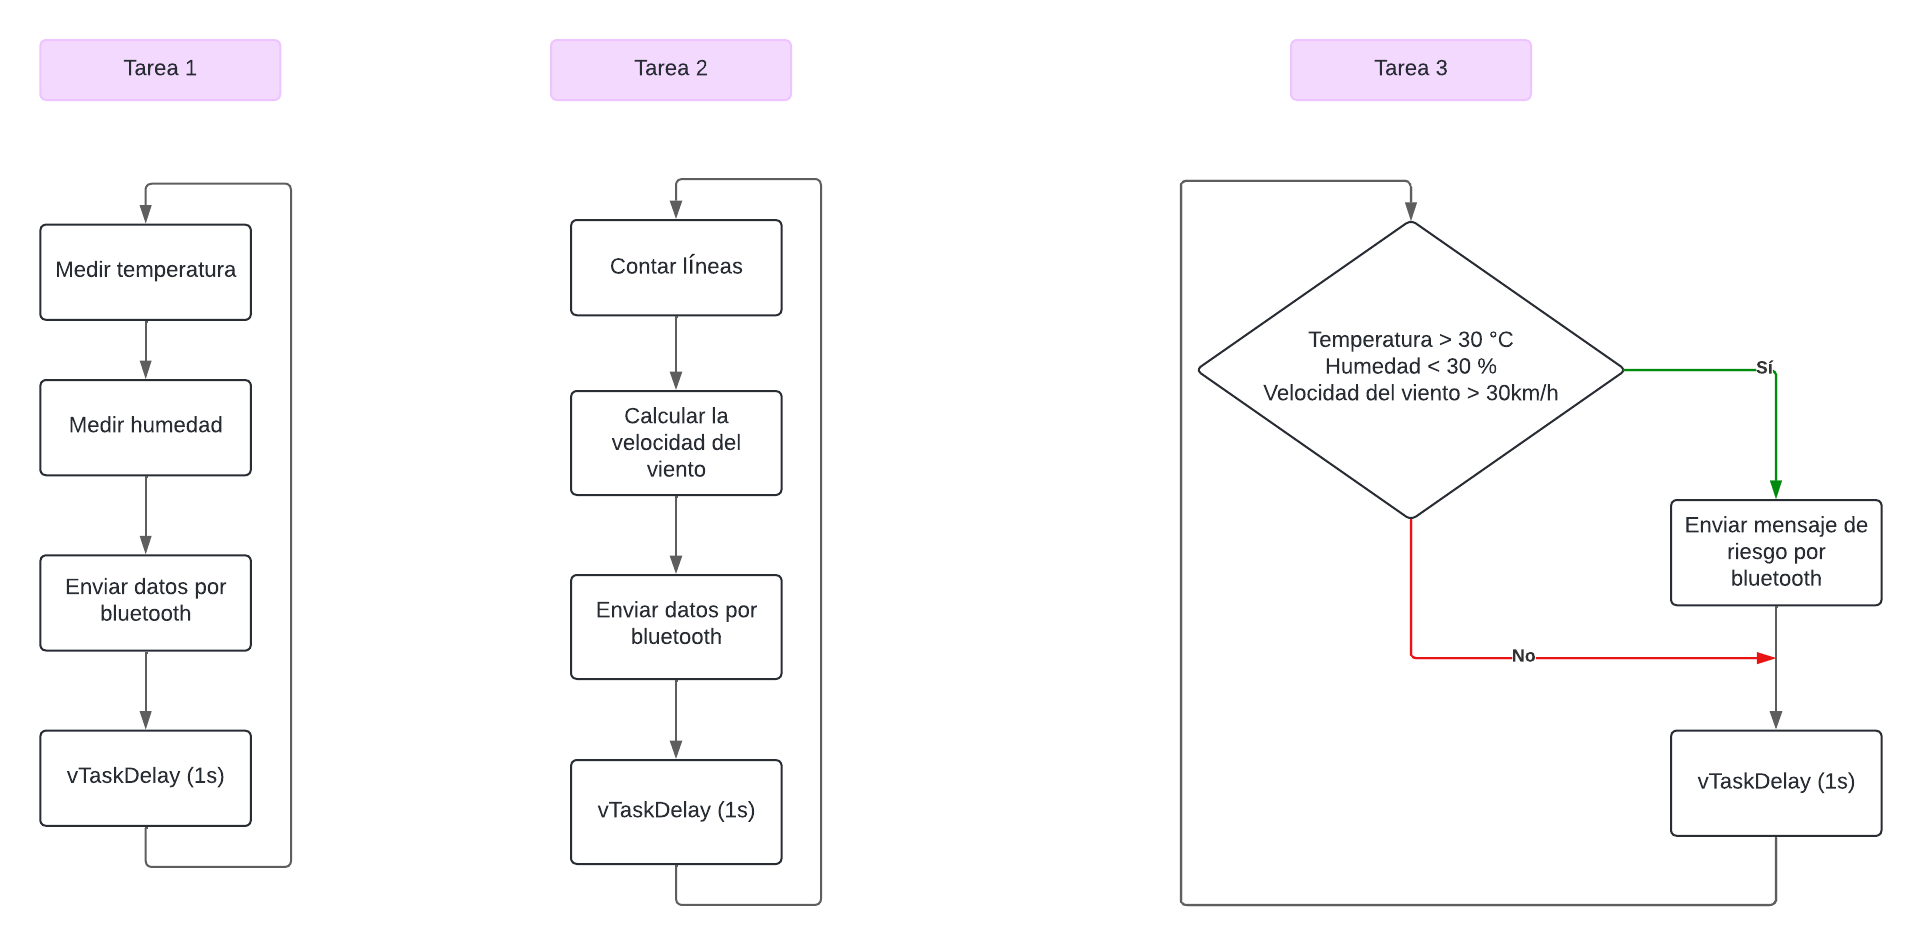 Tarea 1
Medir temperatura
Medir humedad
Enviar datos por
bluetooth
vTaskDelay (1s)
Tarea 2
Contar líneas
Calcular la
velocidad del
viento
Enviar datos por
bluetooth
vTaskDelay (1s)
Tarea 3
Temperatura > 30 °C
Humedad < 30 %
Velocidad del viento > 30km/h
Sí
Enviar mensaje de
riesgo por
bluetooth
No
vTaskDelay (1s)